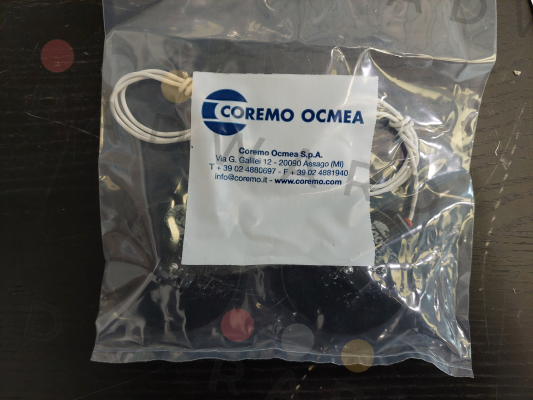 COREMO OCMEA
Coremo Ocmea S.p.A.
Via G. Galilei 12 - 20090 Assago (MI)
T + 39 02 4880697 - F + 39 02 4881940
info@coremo.it - www.coremo.com